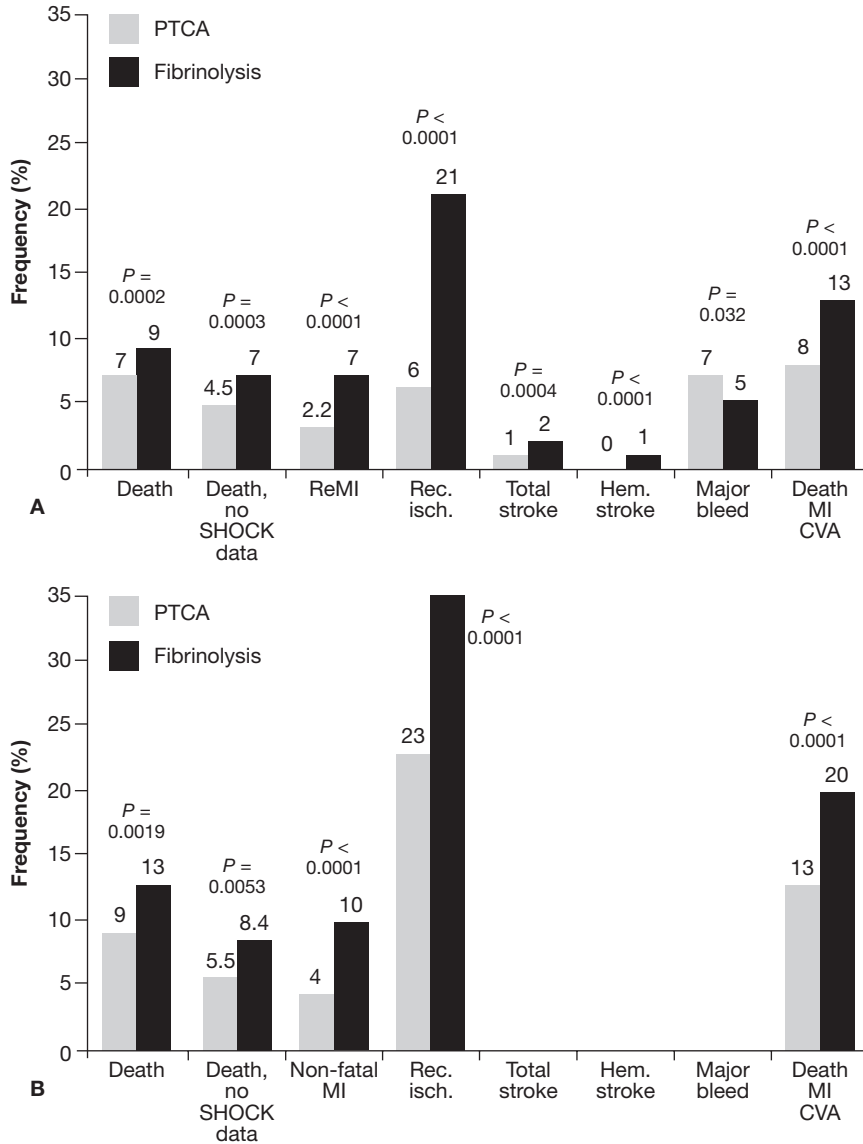 35
30
25
20
15
10
5
0
Frequency (%)
PTCA
Fibrinolysis
P =
0.0002
7
9
P =
0.0003
4.5
7
P <
0.0001
2.2
7
P <
0.0001
6
21
P =
0.0004
1
2
P <
0.0001
0
1
P =
0.032
7
5
P <
0.0001
8
13
A
Death
Death,
no
SHOCK
data
ReMI
Rec.
isch.
Total
stroke
Hem.
stroke
Major
bleed
Death
MI
CVA
35
30
25
20
15
10
5
0
Frequency (%)
PTCA
Fibrinolysis
P =
0.0019
9
13
P =
0.0053
5.5
8.4
P <
0.0001
4
10
23
P <
0.0001
P <
0.0001
13
20
B
Death
Death,
no
SHOCK
data
Non-fatal
MI
Rec.
isch.
Total
stroke
Hem.
stroke
Major
bleed
Death
MI
CVA